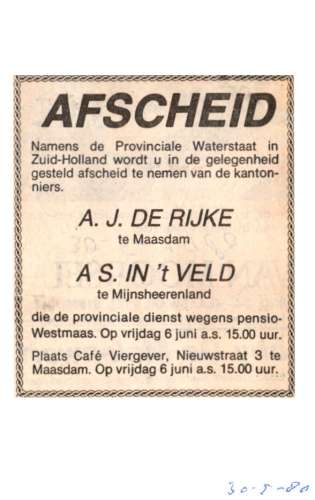 AFSCHEID
Namens de Provinciale Waterstaat in
Zuid-Holland wordt u in de gelegenheid
gesteld afscheid te nemen van de kanton-
niers.
A. J. DE RIJKE
te Maasdam
A S. IN 't VELD
te Mijnsheerenland
die de provinciale dienst wegens pensio-
Westmaas. Op vrijdag 6 juni a.s. 15.00 uur.
Plaats Café Viergever, Nieuwstraat 3 te
Maasdam. Op vrijdag 6 juni a.s. 15.00 uur.
30-5-80